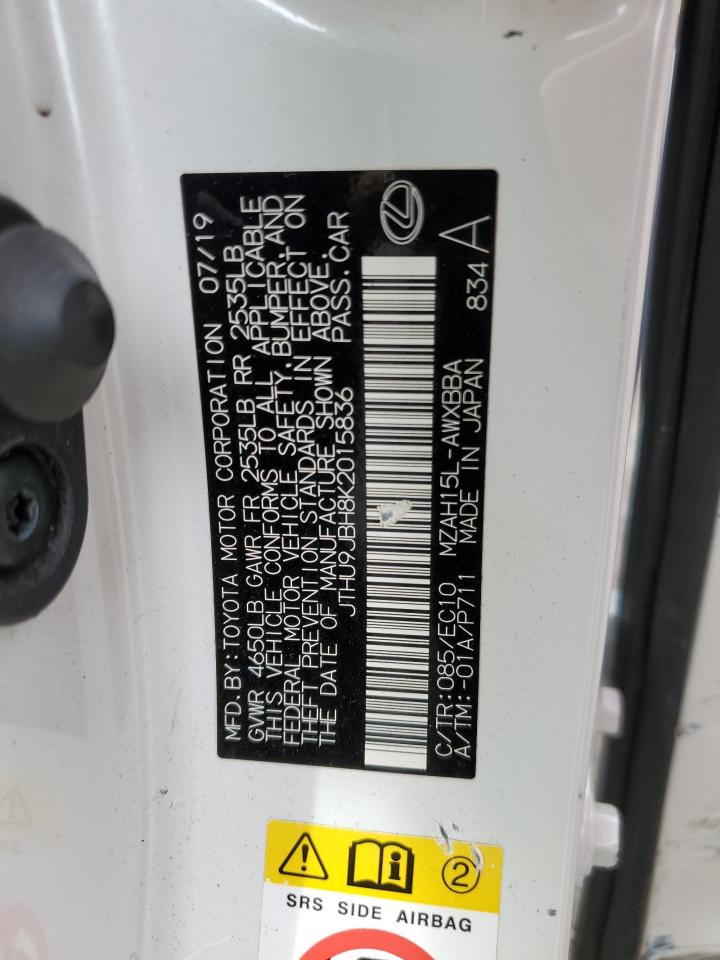 MFD.BY:TOYOTA MOTOR CORPORATION 07/19
GVWR 4650LB GAWR FR 2535LB RR 2535LB
THIS VEHICLE CONFORMS TO ALL APPLICABLE
FEDERAL MOTOR VEHICLE SAFETY,BUMPER,AND
THEFT PREVENTION STANDARDS IN EFFECT ON
THE DATE OF MANUFACTURE SHOWN ABOVE.
JTHU9JBH8K2015836 PASS.CAR
C/TR:085/EC10 MZAH15L-AWXBBA
A/TM:-01A/P711 MADE IN JAPAN 834 A
2
SRS SIDE AIRBAG